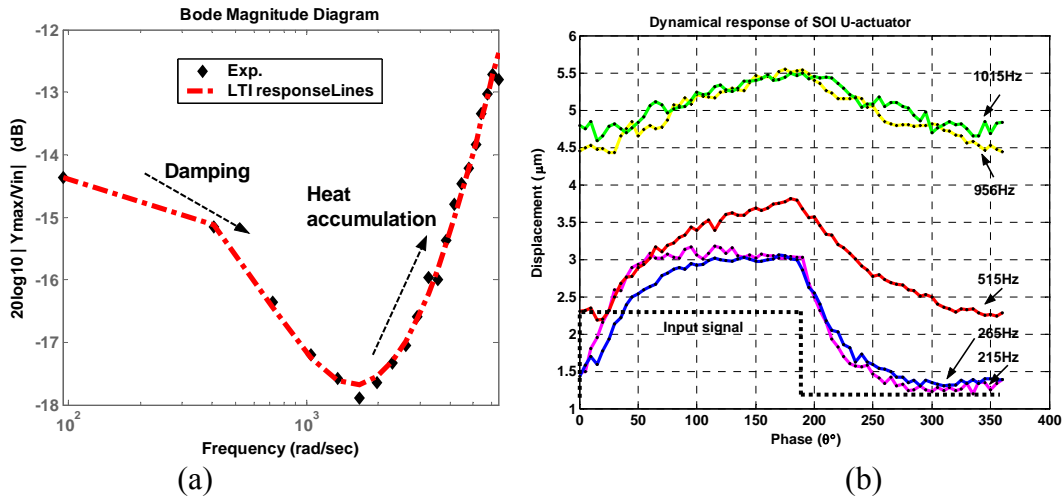 Bode Magnitude Diagram
20log10 | Ymax/Vin| (dB)
-12
-13
-14
-15
-16
-17
-18
Exp.
LTI responseLines
Damping
Heat
accumulation
10^2
10^3
Frequency (rad/sec)
(a)
Dynamical response of SOI U-actuator
Displacement (μm)
6
5.5
5
4.5
4
3.5
3
2.5
2
1.5
1
1015Hz
956Hz
515Hz
Input signal
265Hz
215Hz
0 50 100 150 200 250 300 350 400
Phase (θº)
(b)